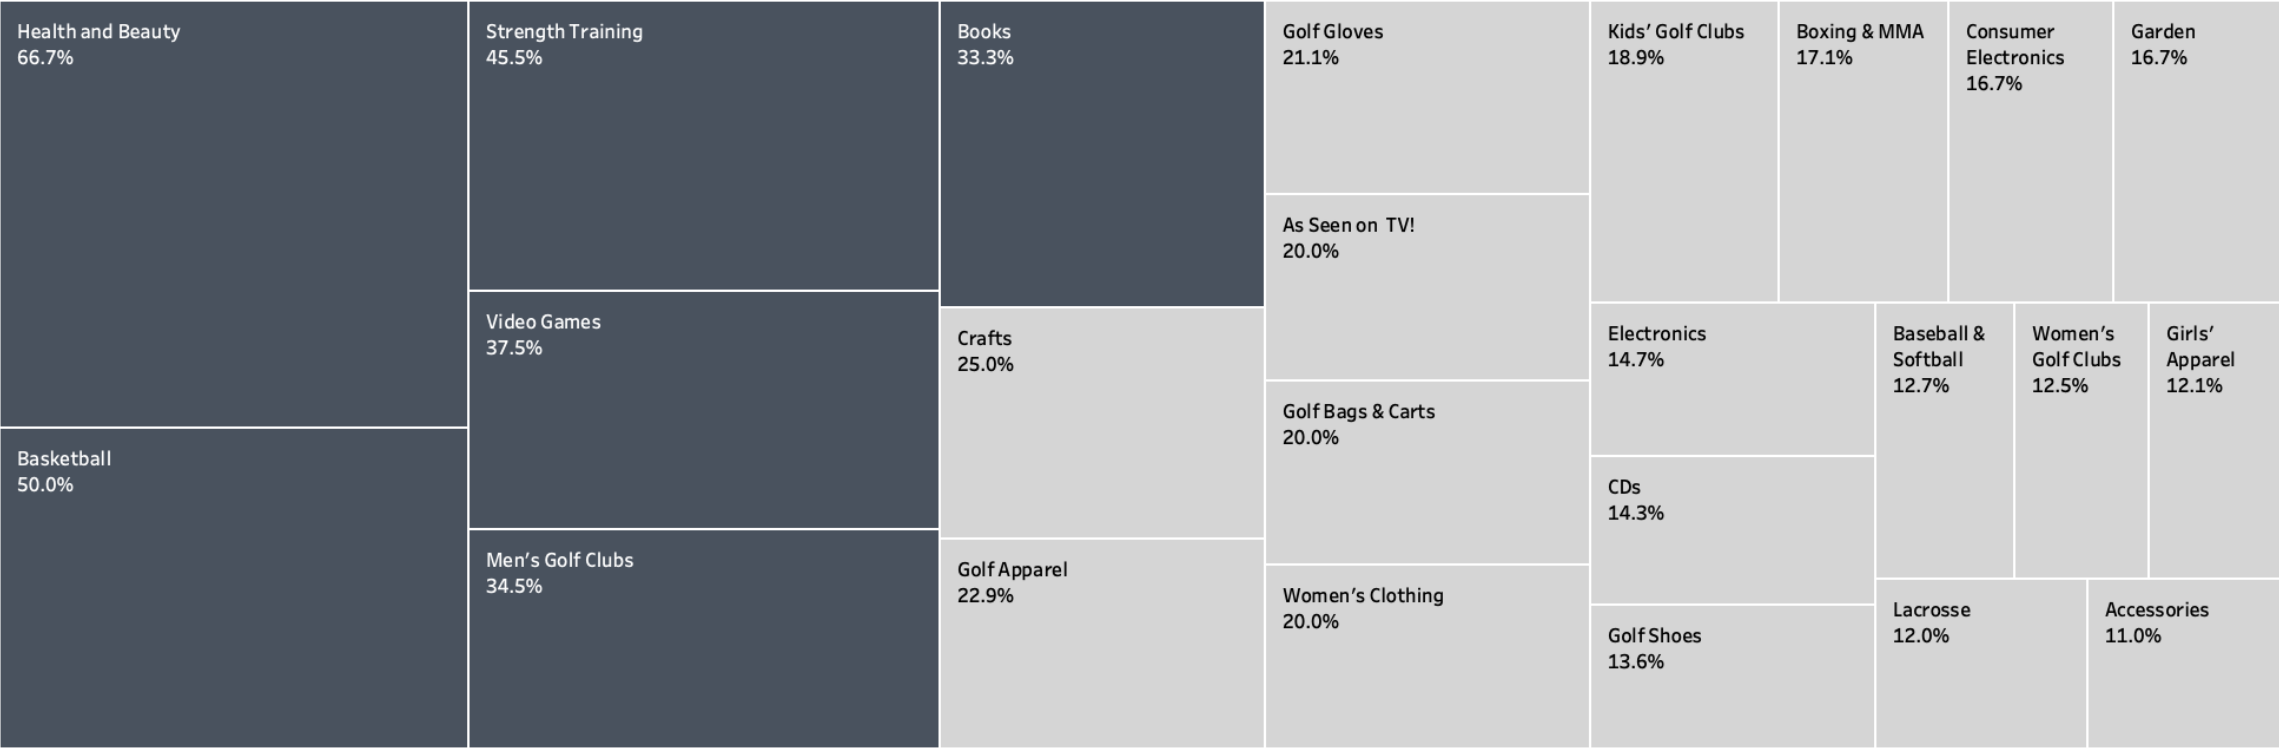 Health and Beauty
66.7%
Basketball
50.0%
Strength Training
45.5%
Video Games
37.5%
Men's Golf Clubs
34.5%
Books
33.3%
Crafts
25.0%
Golf Apparel
22.9%
Golf Gloves
21.1%
As Seen on  TV!
20.0%
Golf Bags & Carts
20.0%
Women's Clothing
20.0%
Kids' Golf Clubs
18.9%
Boxing & MMA
17.1%
Consumer
Electronics
16.7%
Garden
16.7%
Electronics
14.7%
CDs
14.3%
Golf Shoes
13.6%
Baseball &
Softball
12.7%
Women's
Golf Clubs
12.5%
Girls'
Apparel
12.1%
Lacrosse
12.0%
Accessories
11.0%